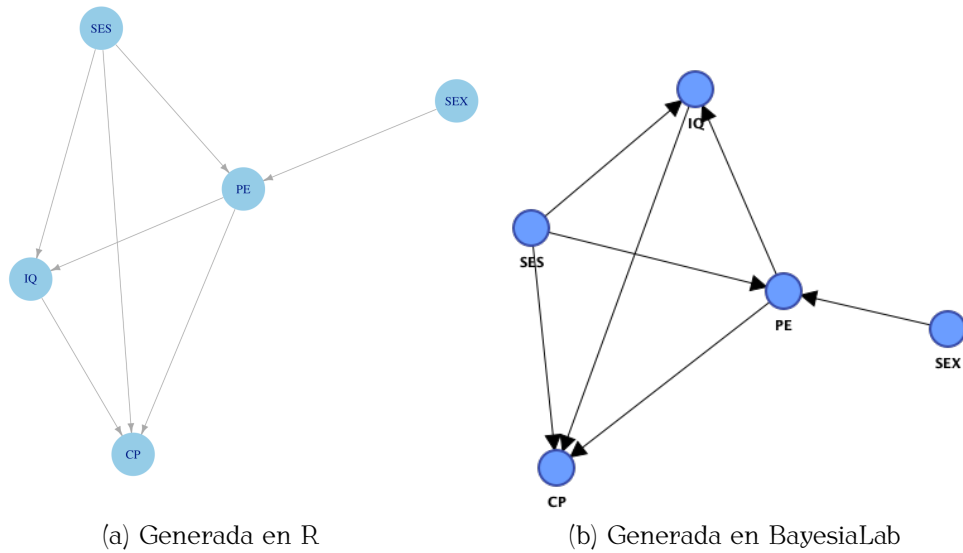 SES
SEX
PE
IQ
CP
(a) Generada en R
IQ
SES
PE
SEX
CP
(b) Generada en BayesiaLab